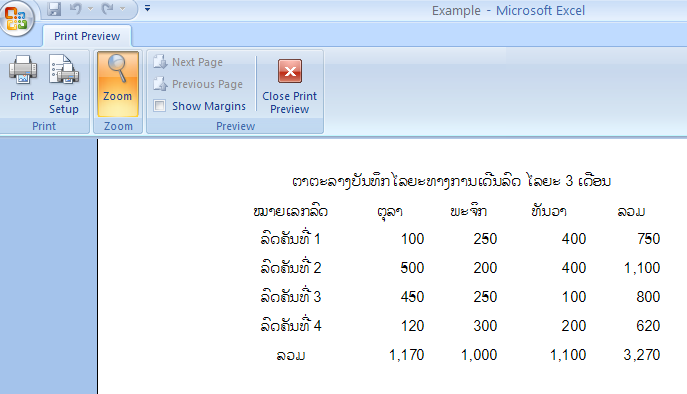 Example - Microsoft Excel
Print Preview
Print
Page Setup
Zoom
Next Page
Previous Page
Show Margins
Close Print Preview
Print
Zoom
Preview
ຕາຕະລາງບັນທຶກໄລຍະທາງການເດີນລົດ ໄລຍະ 3 ເດືອນ
ໝາຍເລກລົດ ຕຸລາ ພະຈິກ ທັນວາ ລວມ
ລົດຄັນທີ່ 1 100 250 400 750
ລົດຄັນທີ່ 2 500 200 400 1,100
ລົດຄັນທີ່ 3 450 250 100 800
ລົດຄັນທີ່ 4 120 300 200 620
ລວມ 1,170 1,000 1,100 3,270